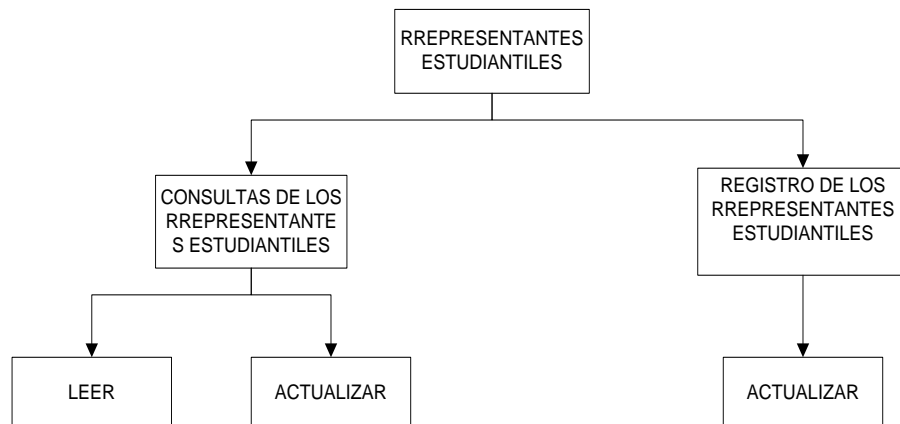 RREPRESENTANTES
ESTUDIANTILES
CONSULTAS DE LOS
RREPRESENTANTE
S ESTUDIANTILES
REGISTRO DE LOS
RREPRESENTANTES
ESTUDIANTILES
LEER
ACTUALIZAR
ACTUALIZAR